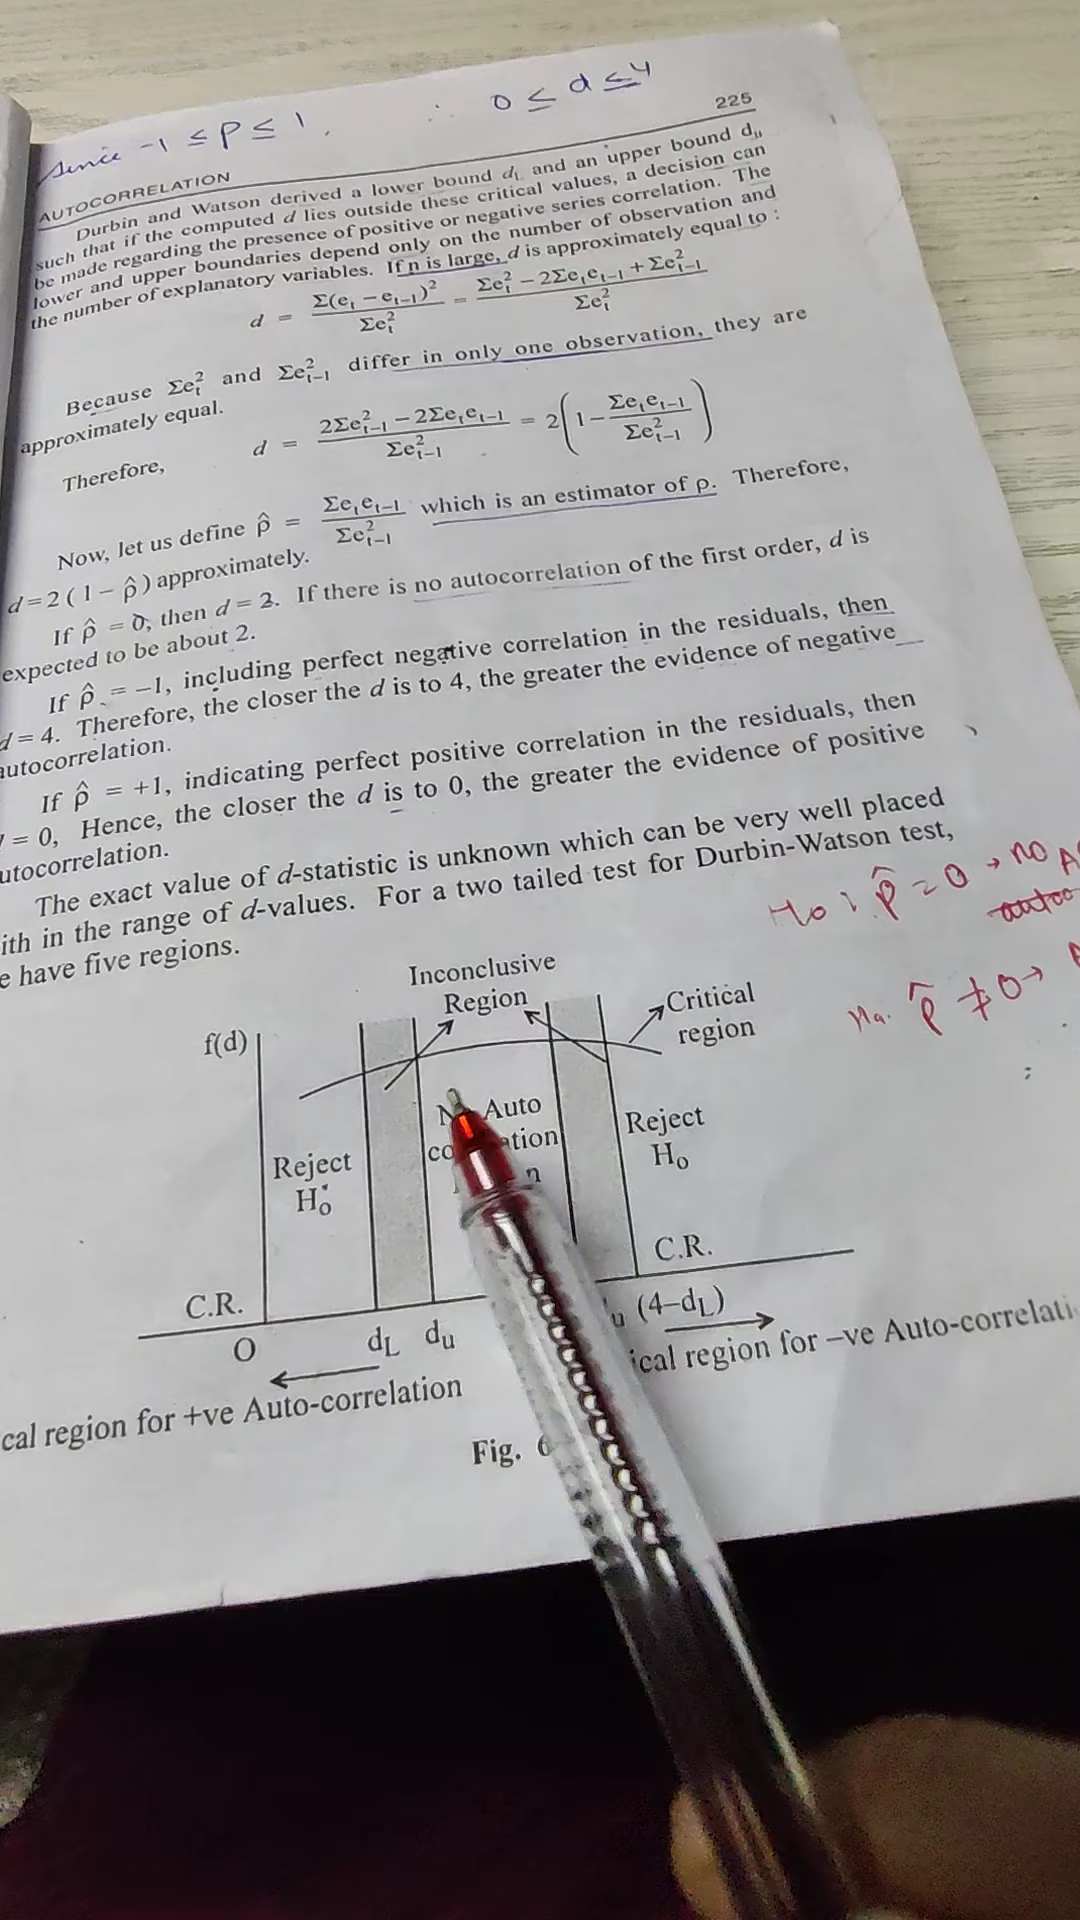 Since -1 ≤ ρ ≤ 1, ∴ 0 ≤ d ≤ 4
AUTOCORRELATION 225
Durbin and Watson derived a lower bound dL and an upper bound du
such that if the computed d lies outside these critical values, a decision can
be made regarding the presence of positive or negative series correlation. The
lower and upper boundaries depend only on the number of observation and
the number of explanatory variables. If n is large, d is approximately equal to :
d = Σ(et − et−1)² / Σet² = Σet² − 2Σetet−1 + Σe²t−1 / Σet²
Because Σet² and Σe²t−1 differ in only one observation, they are
approximately equal.
Therefore,
d = 2Σe²t−1 − 2Σetet−1 / Σe²t−1 = 2(1 − Σetet−1 / Σe²t−1)
Now, let us define ρ̂ = Σetet−1 / Σe²t−1 which is an estimator of ρ. Therefore,
d = 2 ( 1 − ρ̂ ) approximately.
If ρ̂ = 0, then d = 2. If there is no autocorrelation of the first order, d is
expected to be about 2.
If ρ̂ = −1, including perfect negative correlation in the residuals, then
d = 4. Therefore, the closer the d is to 4, the greater the evidence of negative
autocorrelation.
If ρ̂ = +1, indicating perfect positive correlation in the residuals, then
= 0, Hence, the closer the d is to 0, the greater the evidence of positive
utocorrelation.
The exact value of d-statistic is unknown which can be very well placed
ith in the range of d-values. For a two tailed test for Durbin-Watson test,
e have five regions.
Ho : ρ̂ = 0 → no A
Ha. ρ̂ ≠ 0 →
Inconclusive
Region
Critical
region
f(d)
Auto
Reject
Ho
Reject
Ho
C.R.
C.R.
O dL du (4−dL)
cal region for +ve Auto-correlation
ical region for −ve Auto-correlati
Fig. 6